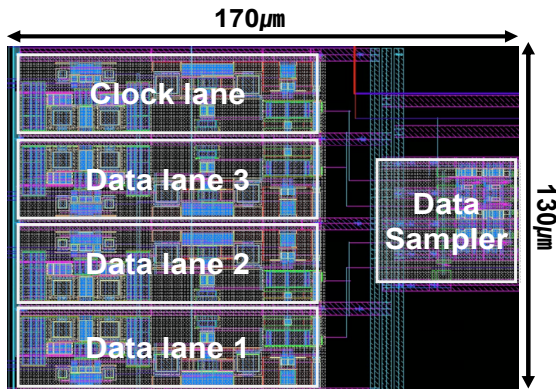 170μm
Clock lane
Data lane 3
Data lane 2
Data lane 1
Data
Sampler
130μm